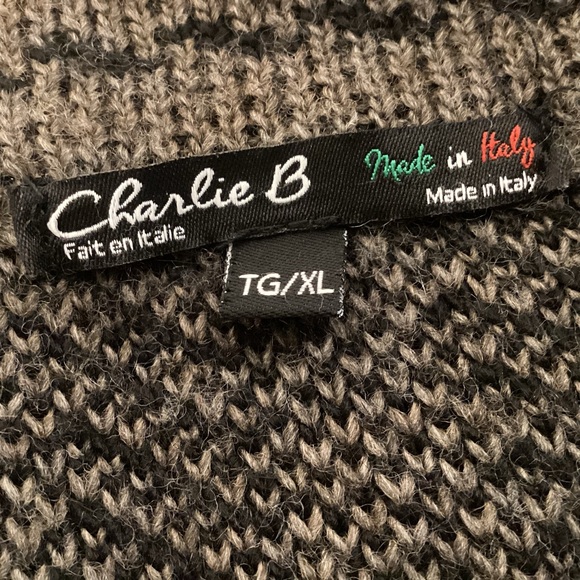 Charlie B
Fait en Italie
Made in Italy
Made in Italy
TG/XL